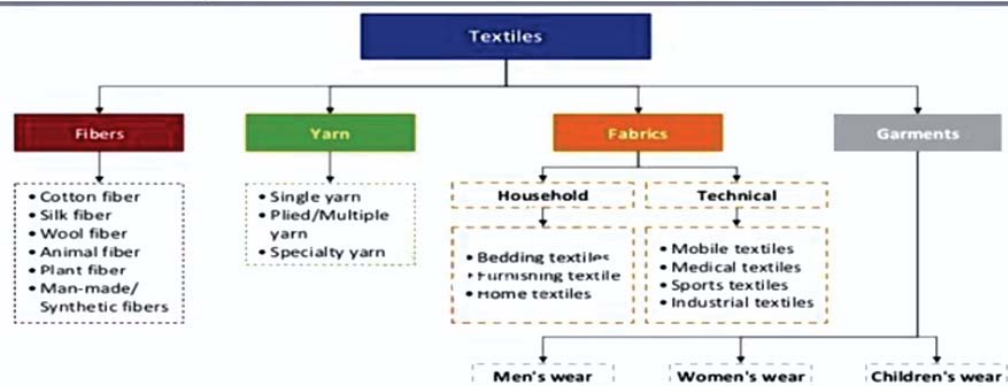 Textiles
Fibers
Yarn
Fabrics
Garments
• Cotton fiber
• Silk fiber
• Wool fiber
• Animal fiber
• Plant fiber
• Man-made/
Synthetic fibers
• Single yarn
• Plied/Multiple
yarn
• Specialty yarn
Household
Technical
• Bedding textiles
• Furnishing textile
• Home textiles
• Mobile textiles
• Medical textiles
• Sports textiles
• Industrial textiles
Men's wear
Women's wear
Children's wear